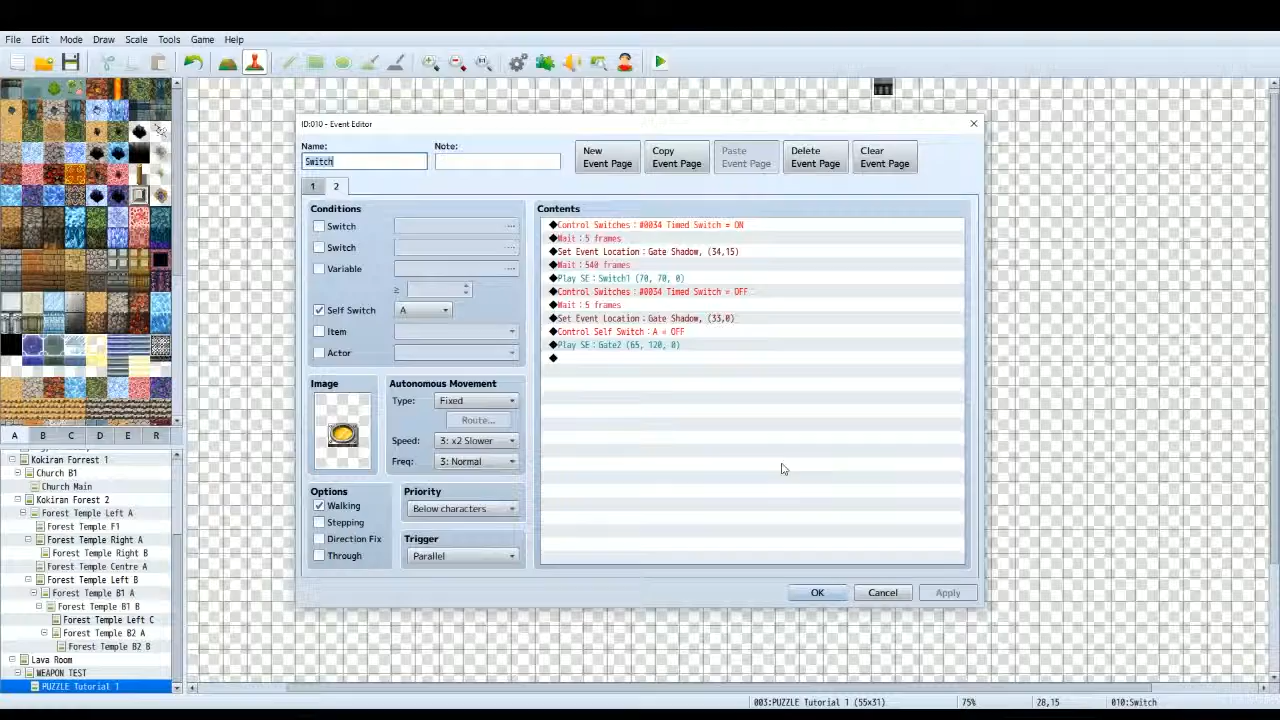 File Edit Mode Draw Scale Tools Game Help
ID:010 - Event Editor
Name:
Note:
Switch
New Event Page
Copy Event Page
Paste Event Page
Delete Event Page
Clear Event Page
1 2
Conditions
Switch
Switch
Variable
≥
Self Switch A
Item
Actor
Image
Autonomous Movement
Type: Fixed
Route...
Speed: 3: x2 Slower
Freq: 3: Normal
Options
Walking
Stepping
Direction Fix
Through
Priority
Below characters
Trigger
Parallel
Contents
◆Control Switches：#0034 Timed Switch = ON
◆Wait：5 frames
◆Set Event Location：Gate Shadow, (34,15)
◆Wait：540 frames
◆Play SE：Switch1 (70, 70, 0)
◆Control Switches：#0034 Timed Switch = OFF
◆Wait：5 frames
◆Set Event Location：Gate Shadow, (33,0)
◆Control Self Switch：A = OFF
◆Play SE：Gate2 (65, 120, 0)
◆
OK Cancel Apply
A B C D E R
Kokiran Forrest 1
Church B1
Church Main
Kokiran Forest 2
Forest Temple Left A
Forest Temple F1
Forest Temple Right A
Forest Temple Right B
Forest Temple Centre A
Forest Temple Left B
Forest Temple B1 A
Forest Temple B1 B
Forest Temple Left C
Forest Temple B2 A
Forest Temple B2 B
Lava Room
WEAPON TEST
PUZZLE Tutorial 1
003:PUZZLE Tutorial 1 (55x31) 75% 28,15 010:Switch